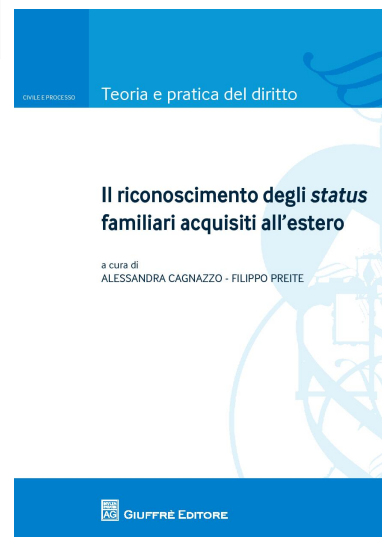 CIVILE E PROCESSO
Teoria e pratica del diritto
Il riconoscimento degli status
familiari acquisiti all'estero
a cura di
ALESSANDRA CAGNAZZO - FILIPPO PREITE
AG
GIUFFRÈ EDITORE